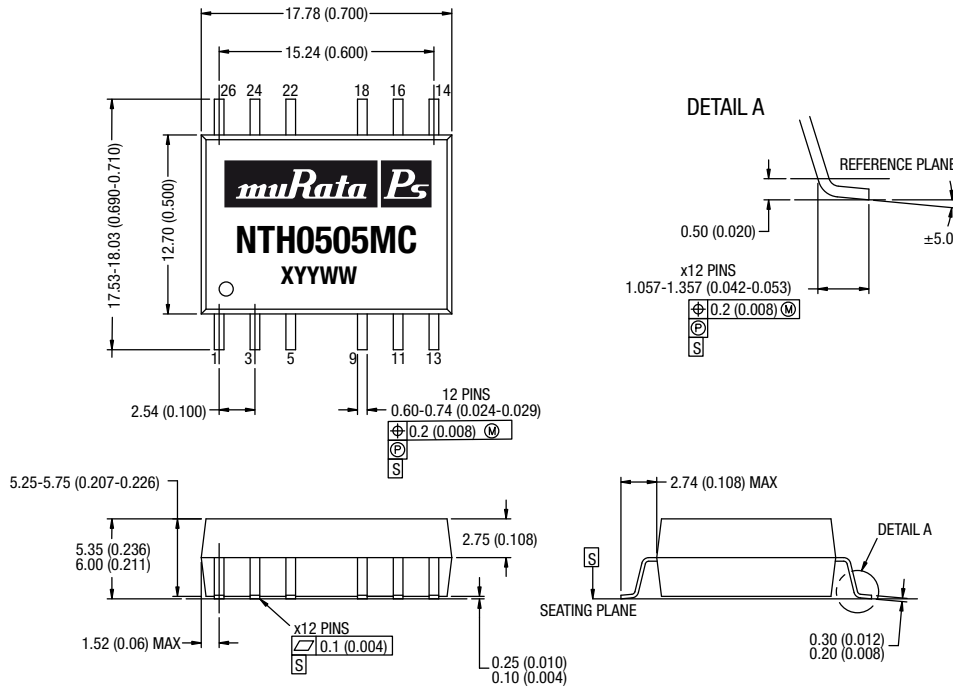 17.78 (0.700)
15.24 (0.600)
26 24 22 18 16 14
17.53-18.03 (0.690-0.710)
12.70 (0.500)
muRata Ps
NTH0505MC
XYYWW
1 3 5 9 11 13
2.54 (0.100)
12 PINS
0.60-0.74 (0.024-0.029)
⌖ 0.2 (0.008) Ⓜ
Ⓟ
S
DETAIL A
REFERENCE PLANE
0.50 (0.020)
±5.0
x12 PINS
1.057-1.357 (0.042-0.053)
⌖ 0.2 (0.008) Ⓜ
Ⓟ
S
5.25-5.75 (0.207-0.226)
5.35 (0.236)
6.00 (0.211)
2.75 (0.108)
1.52 (0.06) MAX
x12 PINS
⏥ 0.1 (0.004)
S
0.25 (0.010)
0.10 (0.004)
2.74 (0.108) MAX
DETAIL A
S
SEATING PLANE
0.30 (0.012)
0.20 (0.008)